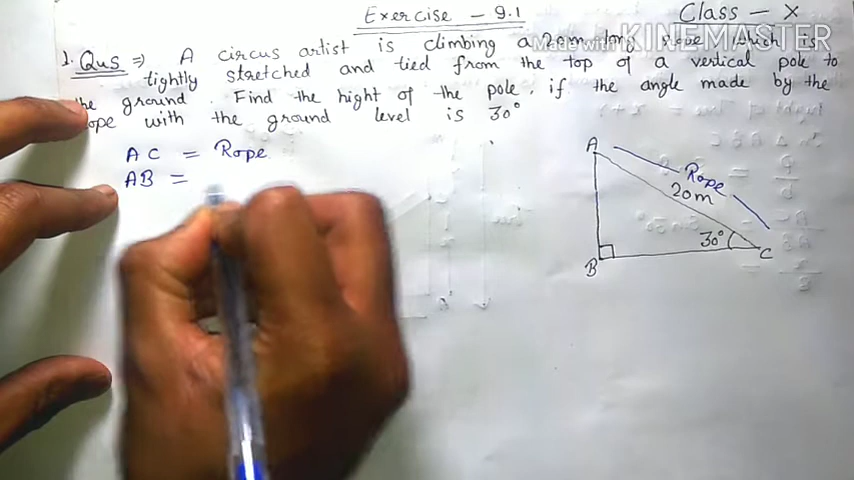 Exercise - 9.1
Class - X
1. Qus ⇒ A circus artist is climbing a 20m long rope, which is
tightly stretched and tied from the top of a vertical pole to
the ground. Find the hight of the pole, if the angle made by the
rope with the ground level is 30°
AC = Rope
AB =
A
Rope
20m
30°
B
C
Made with KINEMASTER